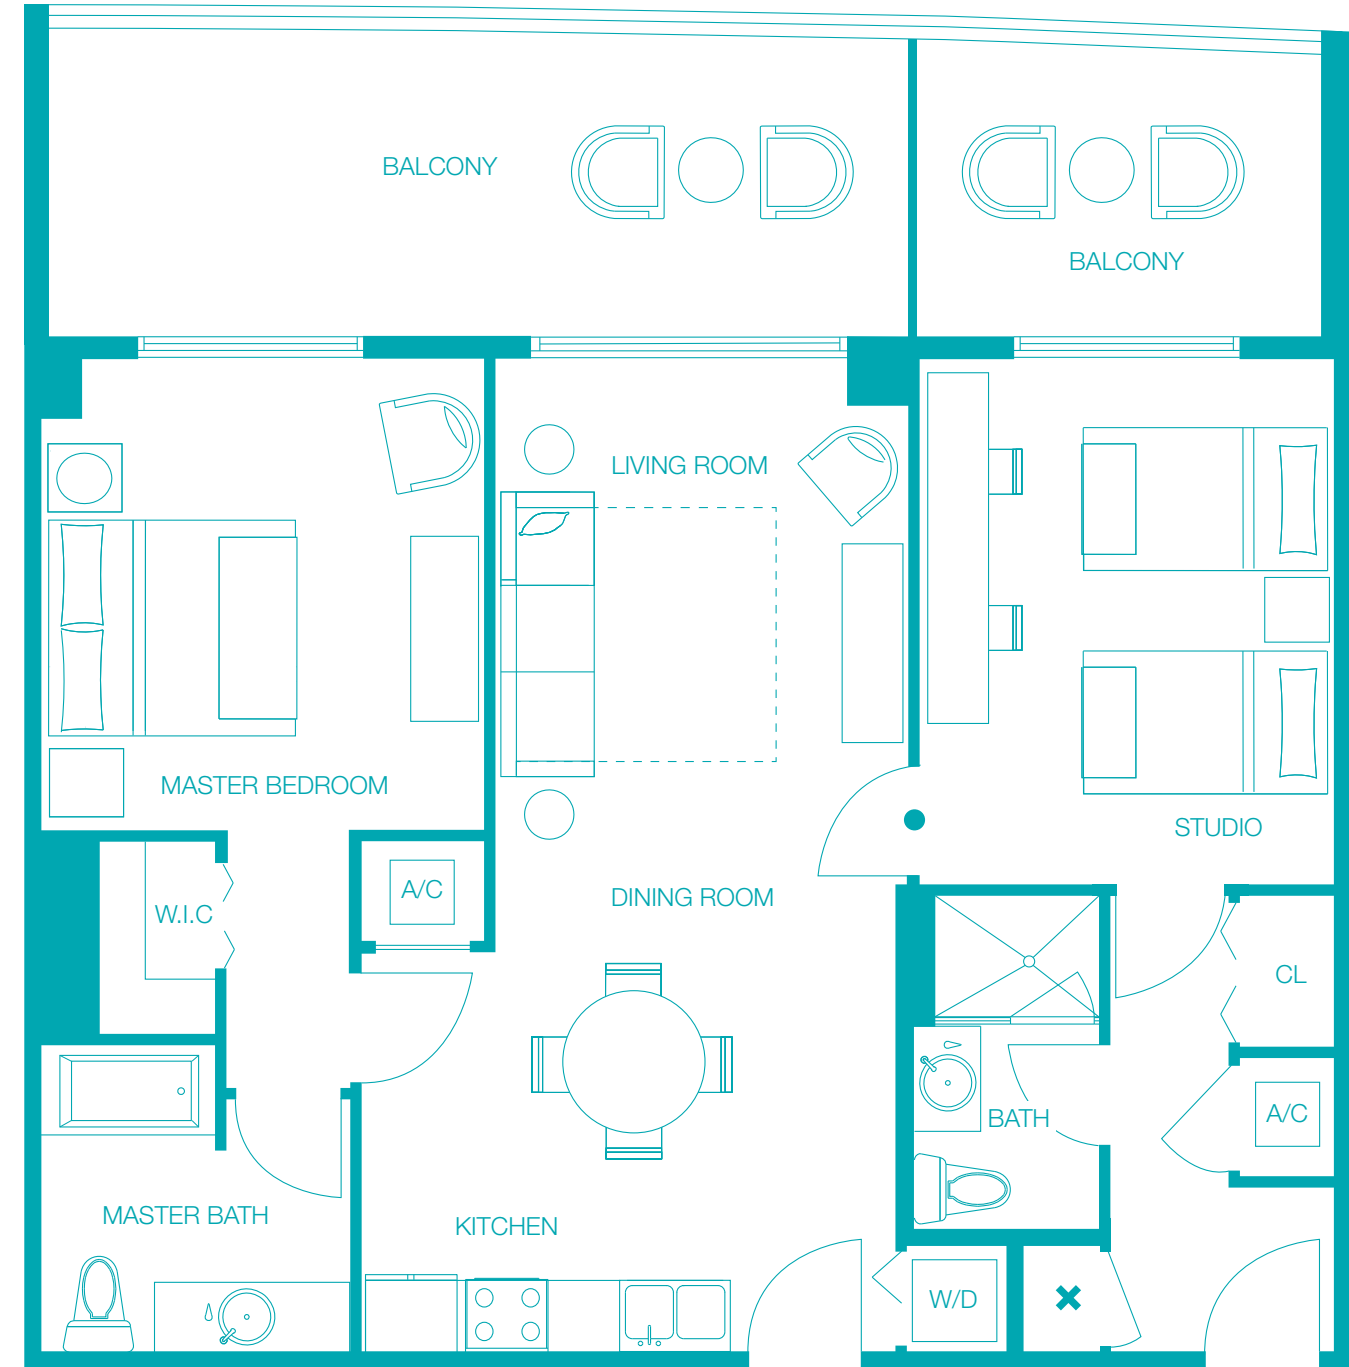 BALCONY
BALCONY
LIVING ROOM
MASTER BEDROOM
STUDIO
A/C
DINING ROOM
W.I.C
CL
A/C
BATH
MASTER BATH
KITCHEN
W/D